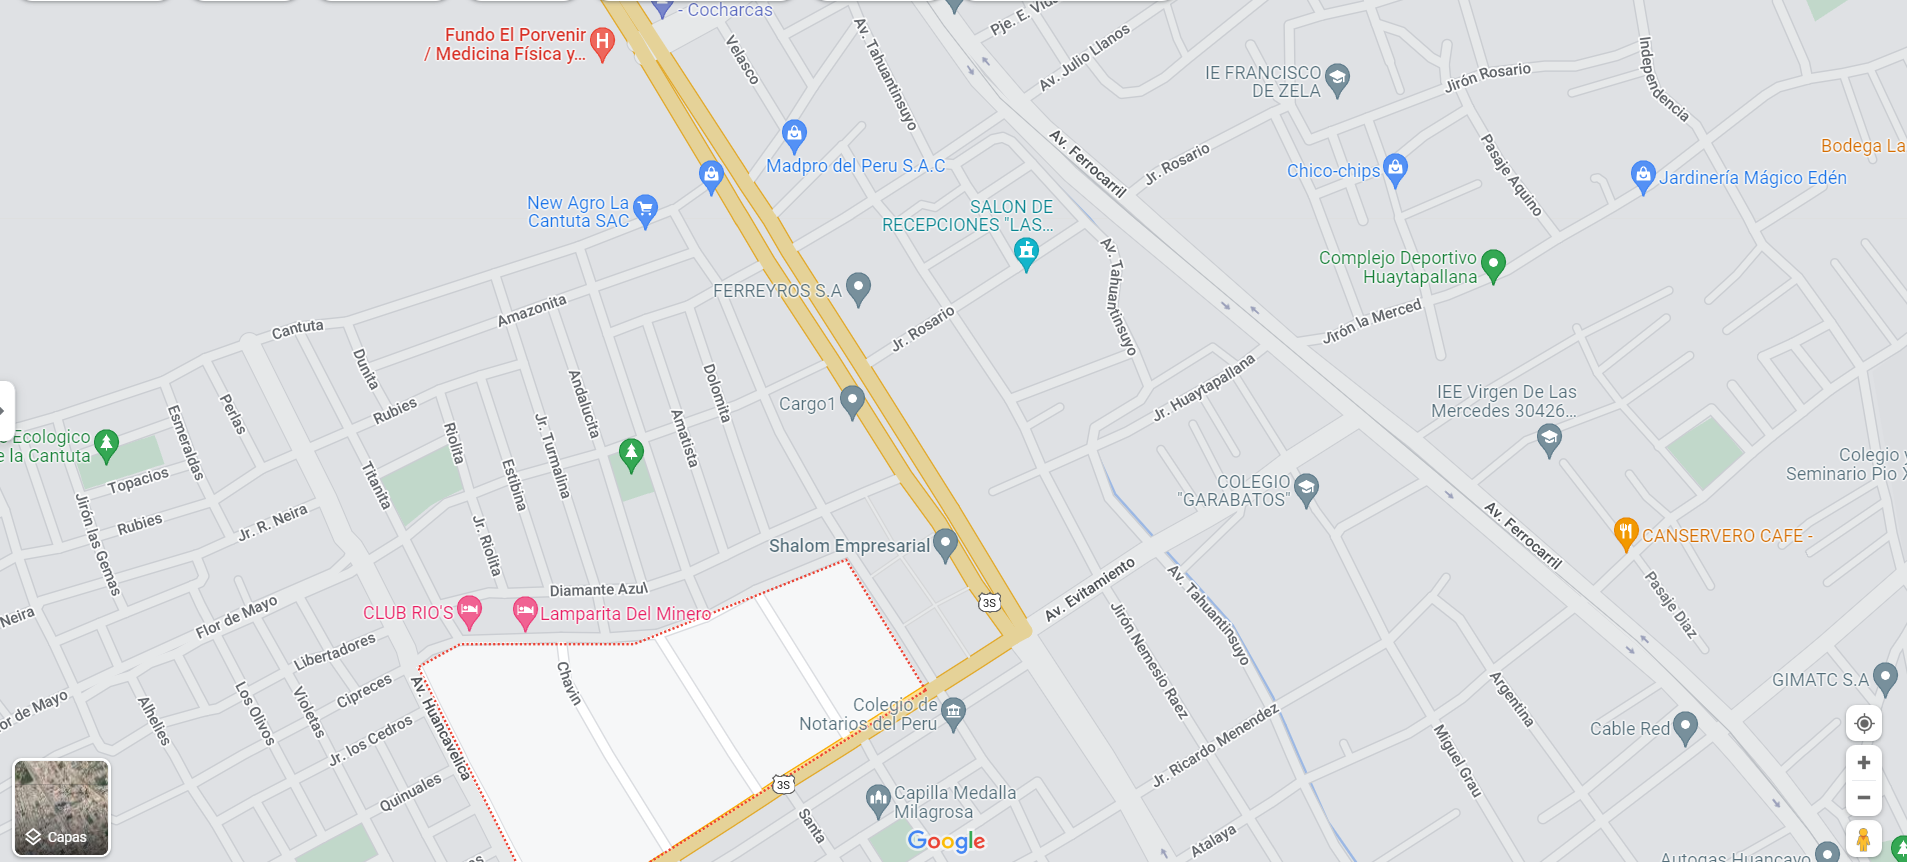 - Cocharcas
Fundo El Porvenir
/ Medicina Física y...
Velasco
Av. Tahuantinsuyo
Av. Julio Llanos
IE FRANCISCO
DE ZELA
Jirón Rosario
Independencia
Bodega La
Madpro del Peru S.A.C
Av. Ferrocarril
Jr. Rosario
Chico-chips
Pasaje Aquino
Jardinería Mágico Edén
New Agro La
Cantuta SAC
SALON DE
RECEPCIONES "LAS...
Av. Tahuantinsuyo
Complejo Deportivo
Huaytapallana
FERREYROS S.A
Jr. Rosario
Jirón la Merced
Amazonita
Cantuta
Dunita
Andalucita
Dolomita
Jr. Huaytapallana
Perlas
Esmeraldas
Rubies
Riolita
Jr. Turmalina
Amatista
Cargo1
IEE Virgen De Las
Mercedes 30426...
Ecologico
e la Cantuta
Topacios
Titanita
Estibina
COLEGIO
"GARABATOS"
Colegio y
Seminario Pio X
Jirón las Gemas
Rubies
Jr. R. Neira
Jr. Riolita
Av. Ferrocarril
CANSERVERO CAFE -
Shalom Empresarial
Diamante Azul
3S
Av. Evitamiento
Av. Tahuantinsuyo
Pasaje Diaz
CLUB RIO'S
Lamparita Del Minero
Neira
Flor de Mayo
Libertadores
Jirón Nemesio Raez
Chavin
Av. Huancavelica
Cipreces
or de Mayo
Alhelies
Los Olivos
Violetas
Jr. los Cedros
Colegio de
Notarios del Peru
Argentina
GIMATC S.A
Cable Red
Jr. Ricardo Menendez
Miguel Grau
Quinuales
3S
Capilla Medalla
Milagrosa
Santa
Atalaya
Capas
Google
Autogas Huancayo